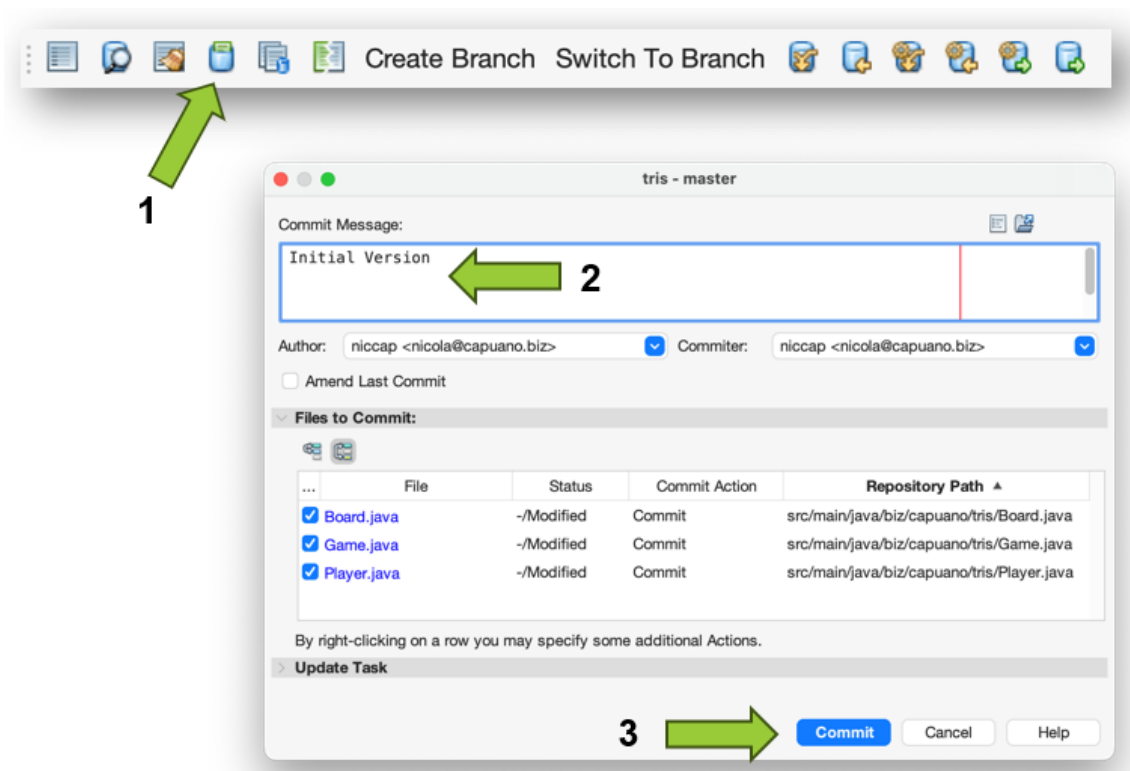 Create Branch Switch To Branch
1
tris - master
Commit Message:
Initial Version
2
Author: niccap <nicola@capuano.biz> Commiter: niccap <nicola@capuano.biz>
Amend Last Commit
Files to Commit:
... File Status Commit Action Repository Path
Board.java -/Modified Commit src/main/java/biz/capuano/tris/Board.java
Game.java -/Modified Commit src/main/java/biz/capuano/tris/Game.java
Player.java -/Modified Commit src/main/java/biz/capuano/tris/Player.java
By right-clicking on a row you may specify some additional Actions.
Update Task
3 Commit Cancel Help